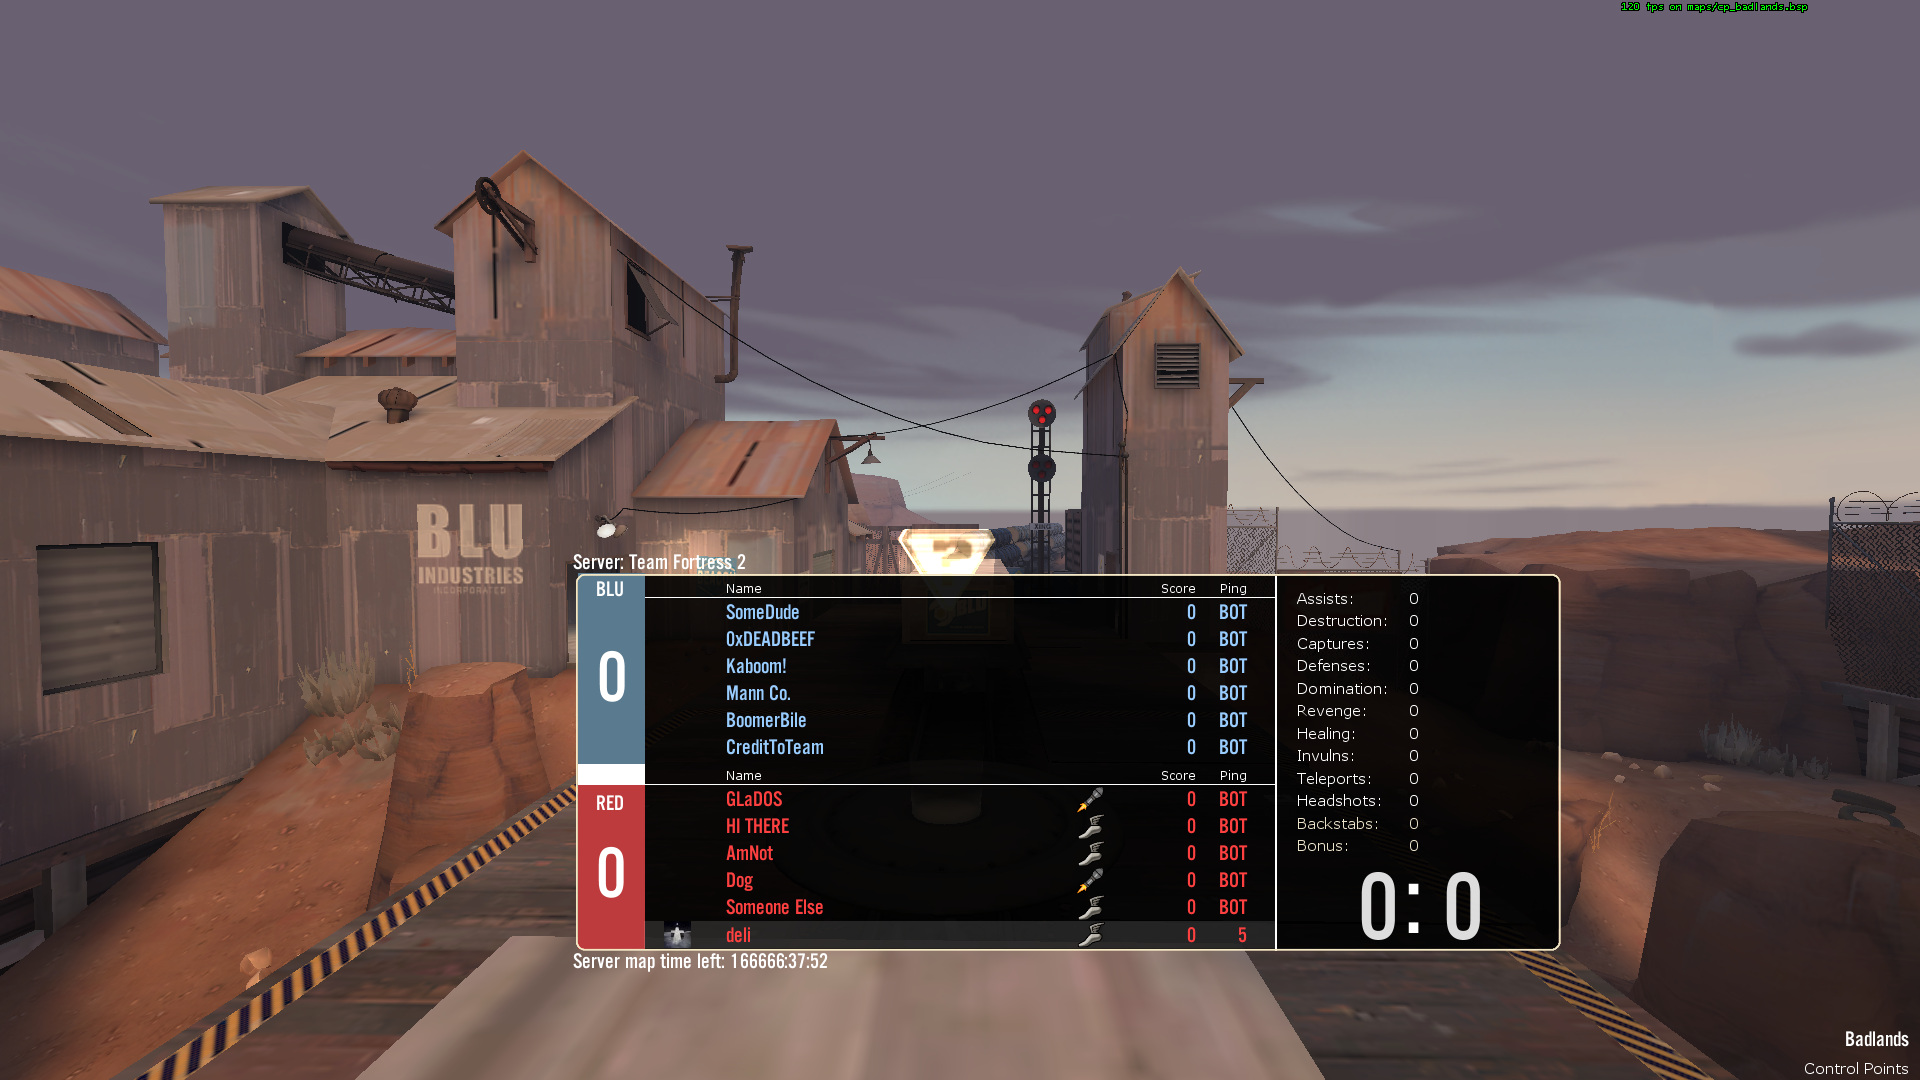 120 fps on maps/cp_badlands.bsp
BLU
INDUSTRIES
INCORPORATED
XING
Server: Team Fortress 2
BLU
0
Name Score Ping
SomeDude 0 BOT
0xDEADBEEF 0 BOT
Kaboom! 0 BOT
Mann Co. 0 BOT
BoomerBile 0 BOT
CreditToTeam 0 BOT
RED
0
Name Score Ping
GLaDOS 0 BOT
HI THERE 0 BOT
AmNot 0 BOT
Dog 0 BOT
Someone Else 0 BOT
deli 0 5
Assists: 0
Destruction: 0
Captures: 0
Defenses: 0
Domination: 0
Revenge: 0
Healing: 0
Invulns: 0
Teleports: 0
Headshots: 0
Backstabs: 0
Bonus: 0
0:0
Server map time left: 166666:37:52
Badlands
Control Points